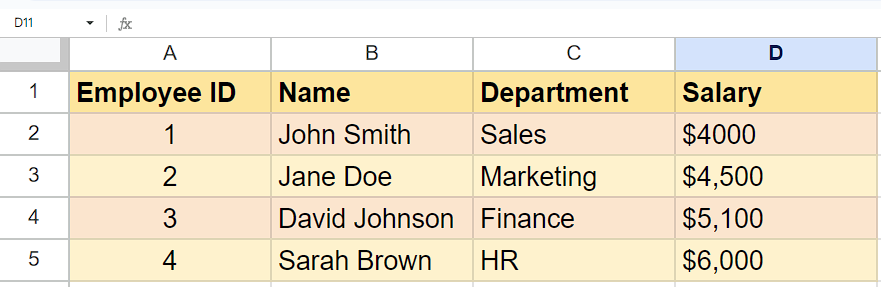 D11 fx
A B C D
1 Employee ID Name Department Salary
2 1 John Smith Sales $4000
3 2 Jane Doe Marketing $4,500
4 3 David Johnson Finance $5,100
5 4 Sarah Brown HR $6,000